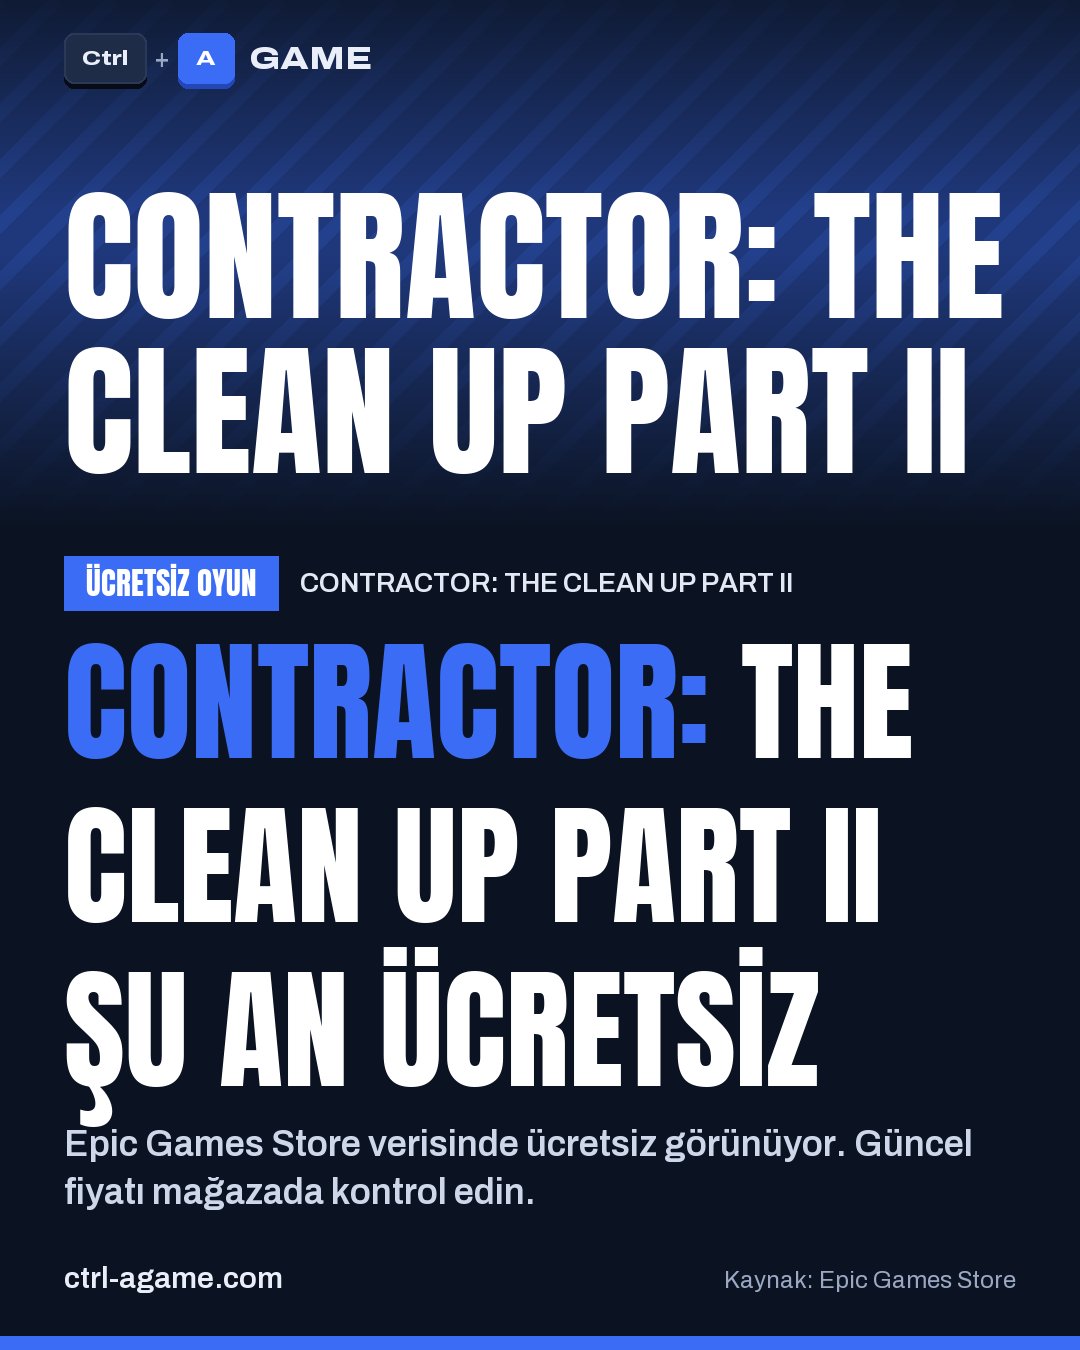 Ctrl + A GAME
CONTRACTOR: THE
CLEAN UP PART II
ÜCRETSİZ OYUN CONTRACTOR: THE CLEAN UP PART II
CONTRACTOR: THE
CLEAN UP PART II
ŞU AN ÜCRETSİZ
Epic Games Store verisinde ücretsiz görünüyor. Güncel
fiyatı mağazada kontrol edin.
ctrl-agame.com
Kaynak: Epic Games Store